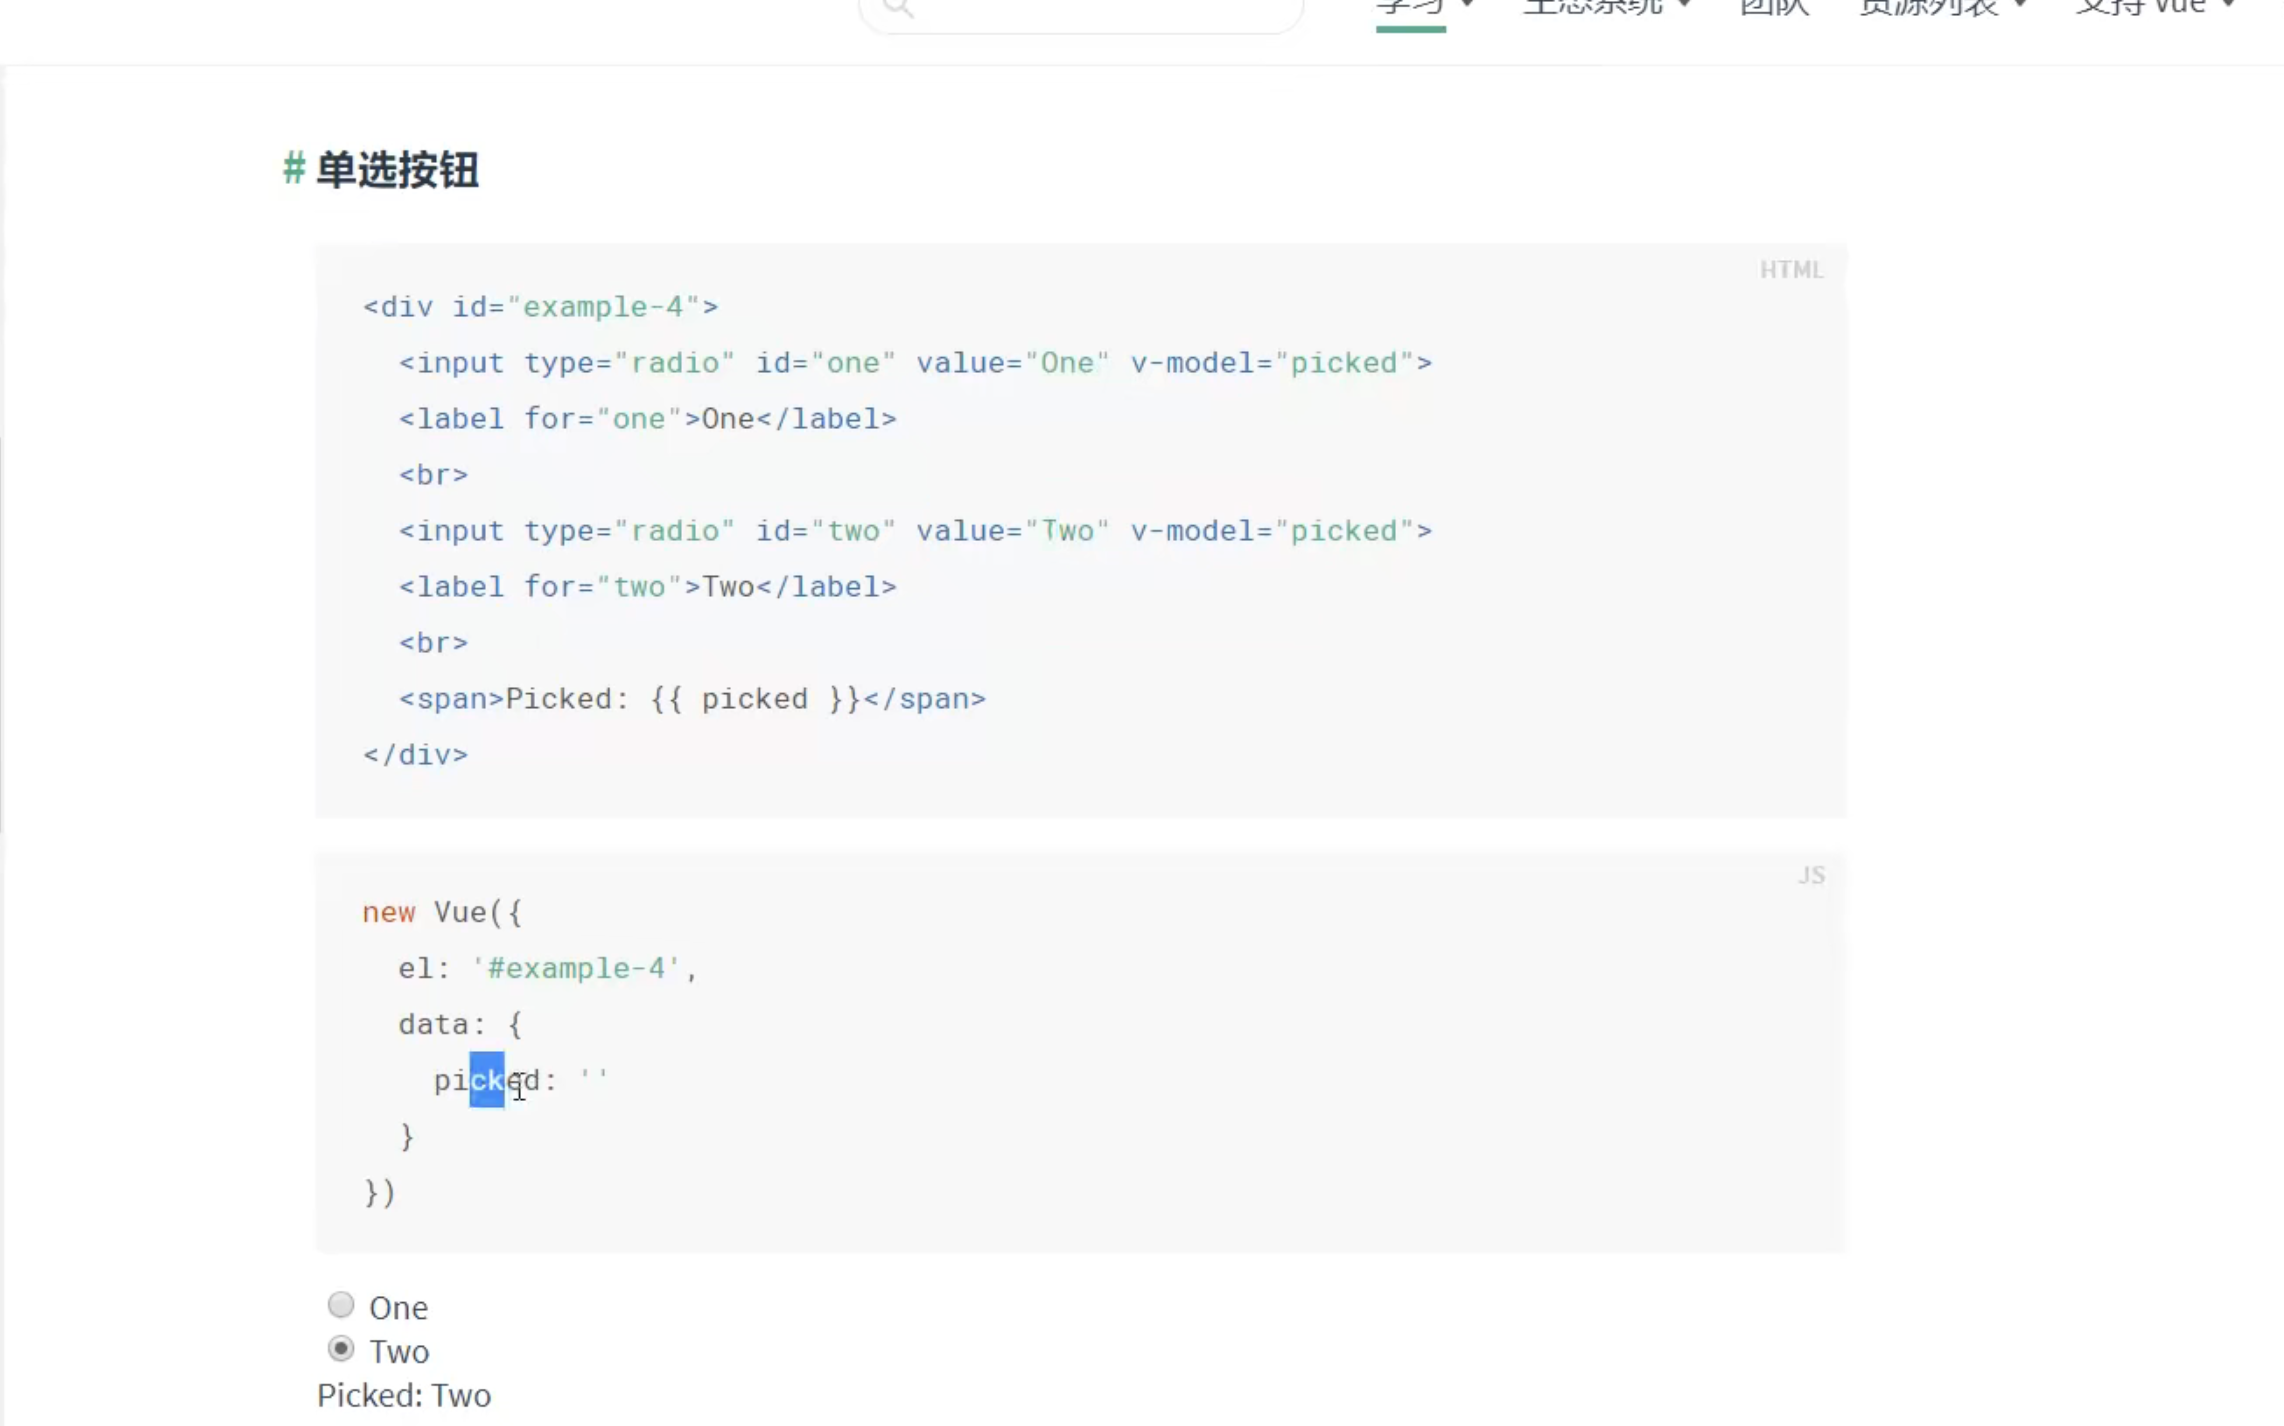 学习 生态系统 团队 资源列表 支持 Vue
# 单选按钮
HTML
<div id="example-4">
<input type="radio" id="one" value="One" v-model="picked">
<label for="one">One</label>
<br>
<input type="radio" id="two" value="Two" v-model="picked">
<label for="two">Two</label>
<br>
<span>Picked: {{ picked }}</span>
</div>
JS
new Vue({
el: '#example-4',
data: {
picked: ''
}
})
One
Two
Picked: Two